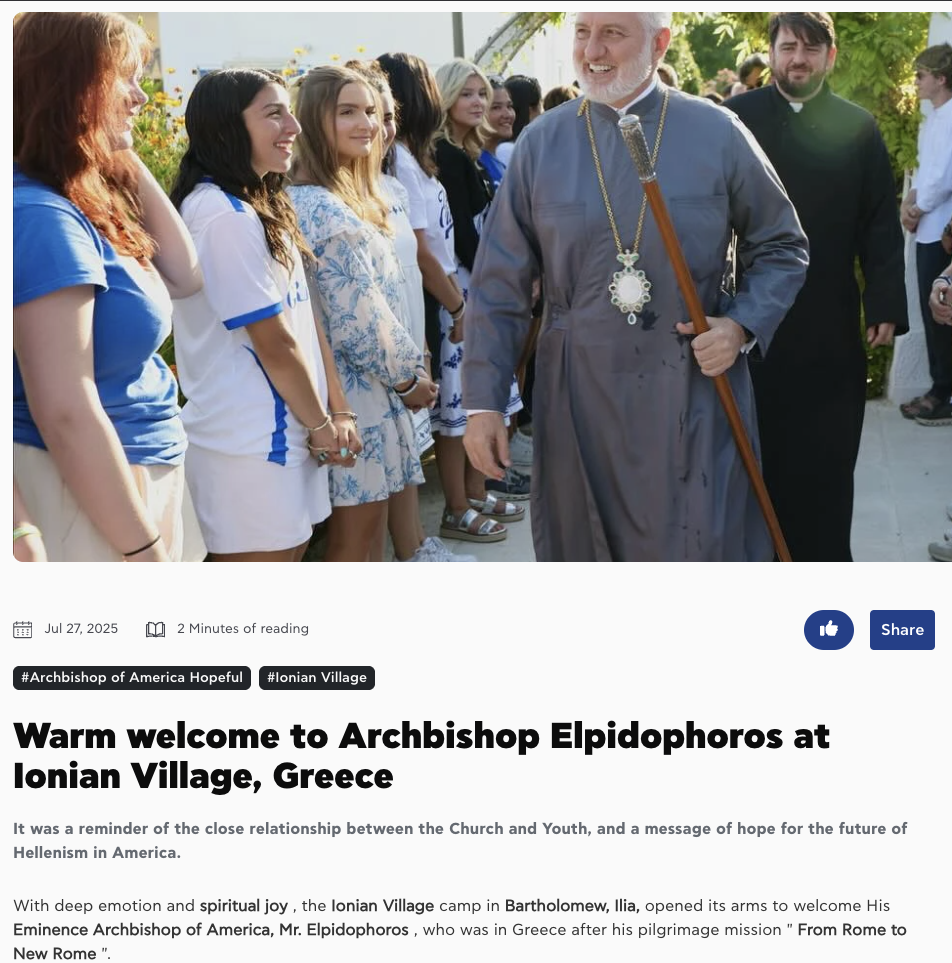 Jul 27, 2025
2 Minutes of reading
Share
#Archbishop of America Hopeful
#Ionian Village
Warm welcome to Archbishop Elpidophoros at
Ionian Village, Greece
It was a reminder of the close relationship between the Church and Youth, and a message of hope for the future of
Hellenism in America.
With deep emotion and spiritual joy , the Ionian Village camp in Bartholomew, Ilia, opened its arms to welcome His
Eminence Archbishop of America, Mr. Elpidophoros , who was in Greece after his pilgrimage mission " From Rome to
New Rome ".